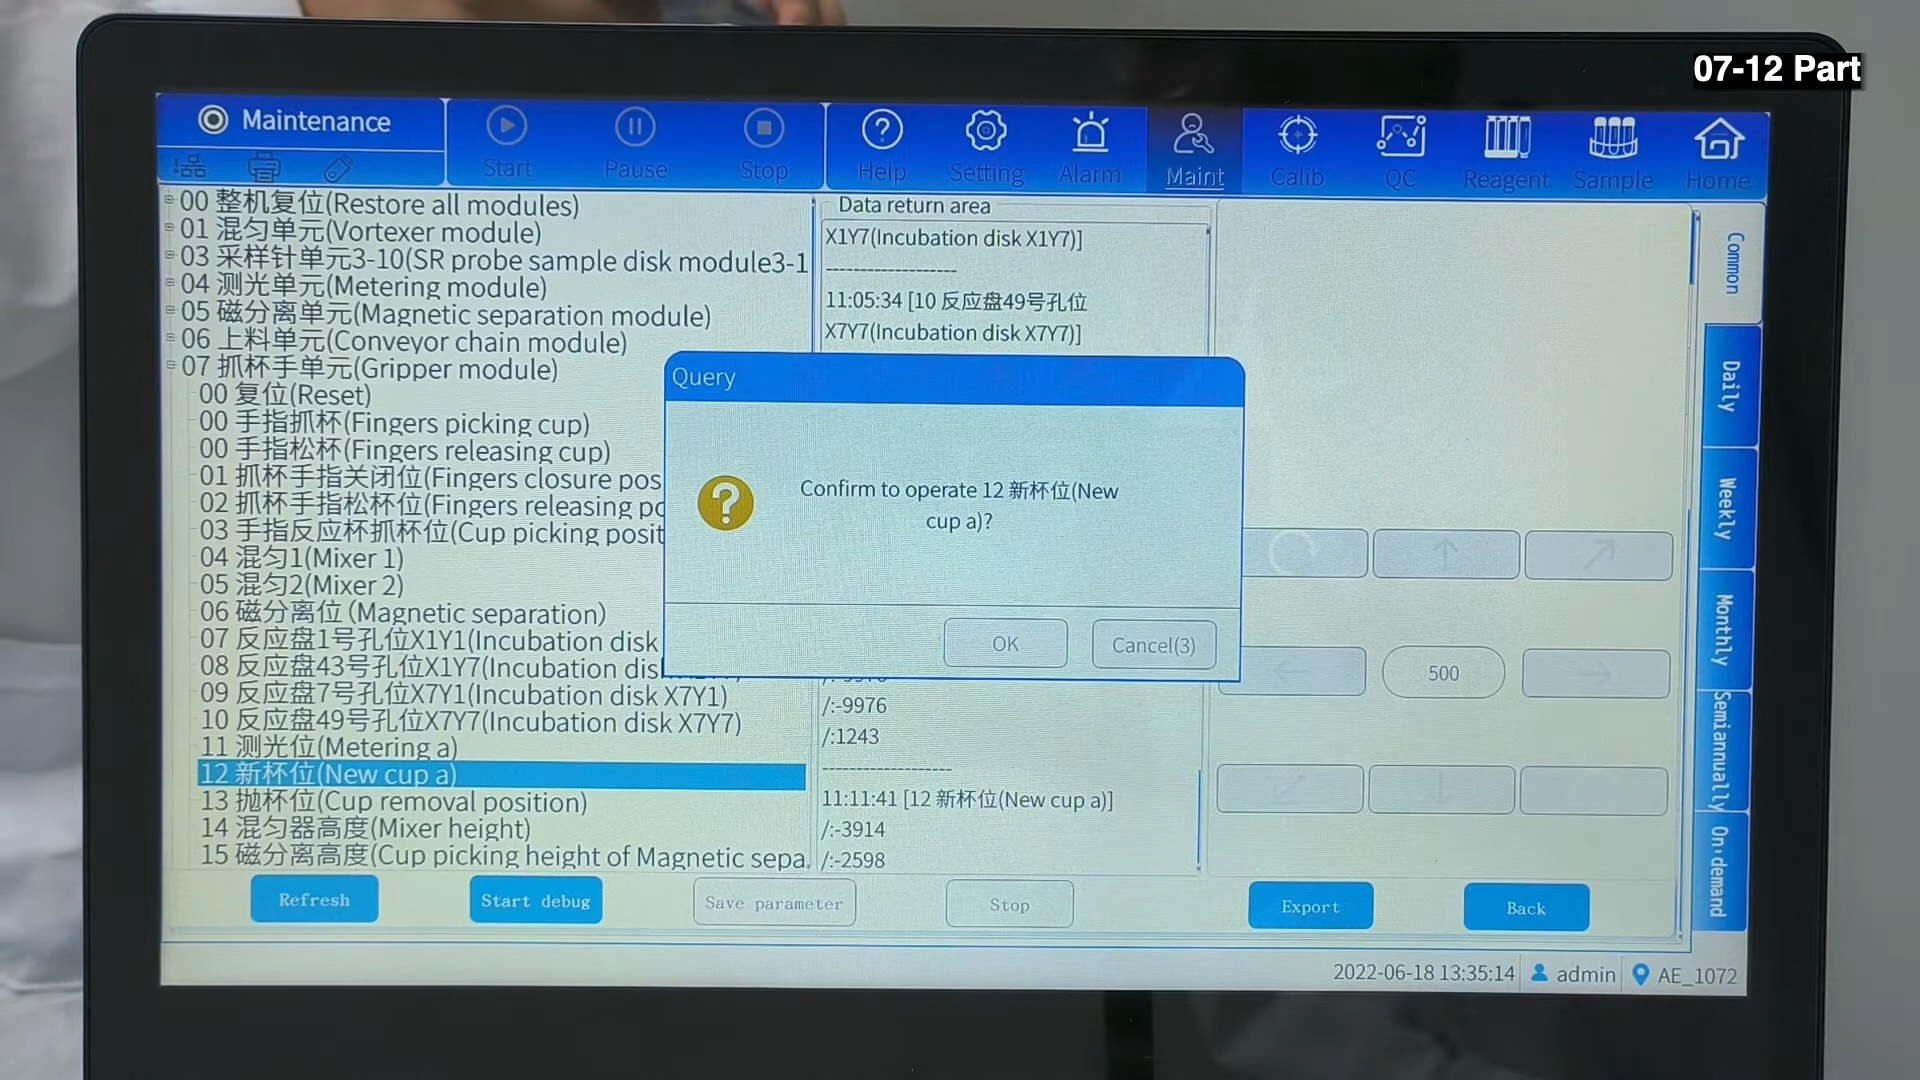 07-12 Part
Maintenance
Start
Pause
Stop
Help
Setting
Alarm
Maint
Calib
QC
Reagent
Sample
Home
00 整机复位(Restore all modules)
01 混匀单元(Vortexer module)
03 采样针单元3-10(SR probe sample disk module3-1
04 测光单元(Metering module)
05 磁分离单元(Magnetic separation module)
06 上料单元(Conveyor chain module)
07 抓杯手单元(Gripper module)
00 复位(Reset)
00 手指抓杯(Fingers picking cup)
00 手指松杯(Fingers releasing cup)
01 抓杯手指关闭位(Fingers closure pos
02 抓杯手指松杯位(Fingers releasing po
03 手指反应杯抓杯位(Cup picking posit
04 混匀1(Mixer 1)
05 混匀2(Mixer 2)
06 磁分离位(Magnetic separation)
07 反应盘1号孔位X1Y1(Incubation disk
08 反应盘43号孔位X1Y7(Incubation disk
09 反应盘7号孔位X7Y1(Incubation disk X7Y1)
10 反应盘49号孔位X7Y7(Incubation disk X7Y7)
11 测光位(Metering a)
12 新杯位(New cup a)
13 抛杯位(Cup removal position)
14 混匀器高度(Mixer height)
15 磁分离高度(Cup picking height of Magnetic sepa.
Data return area
X1Y7(Incubation disk X1Y7)]
-------------------
11:05:34 [10 反应盘49号孔位
X7Y7(Incubation disk X7Y7)]
Query
Confirm to operate 12 新杯位(New
cup a)?
OK
Cancel(3)
/:-9976
/:1243
-------------------
11:11:41 [12 新杯位(New cup a)]
/:-3914
/:-2598
500
Common
Daily
Weekly
Monthly
Semiannually
On-demand
Refresh
Start debug
Save parameter
Stop
Export
Back
2022-06-18 13:35:14
admin
AE_1072